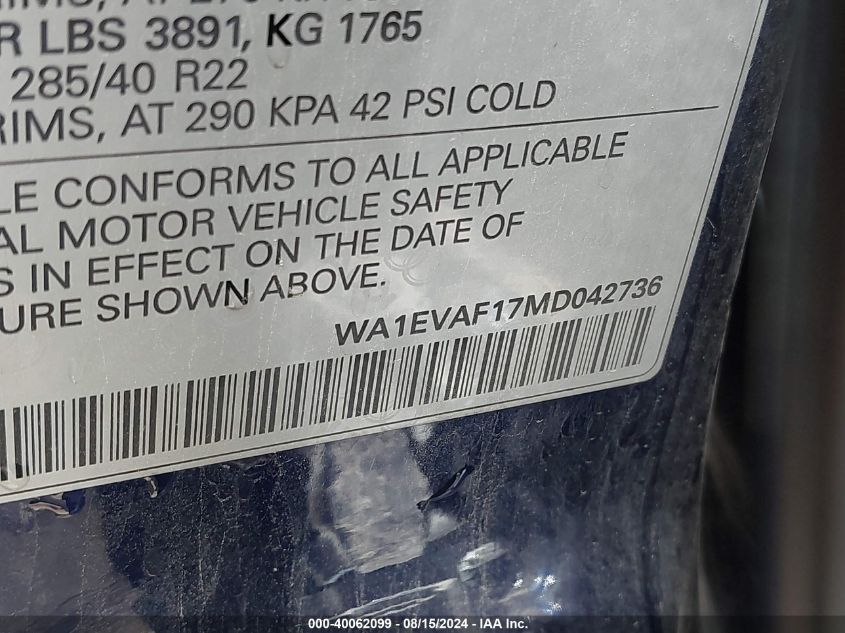 R LBS 3891, KG 1765
285/40 R22
RIMS, AT 290 KPA 42 PSI COLD
LE CONFORMS TO ALL APPLICABLE
AL MOTOR VEHICLE SAFETY
S IN EFFECT ON THE DATE OF
URE SHOWN ABOVE.
WA1EVAF17MD042736
000-40062099 - 08/15/2024 - IAA Inc.